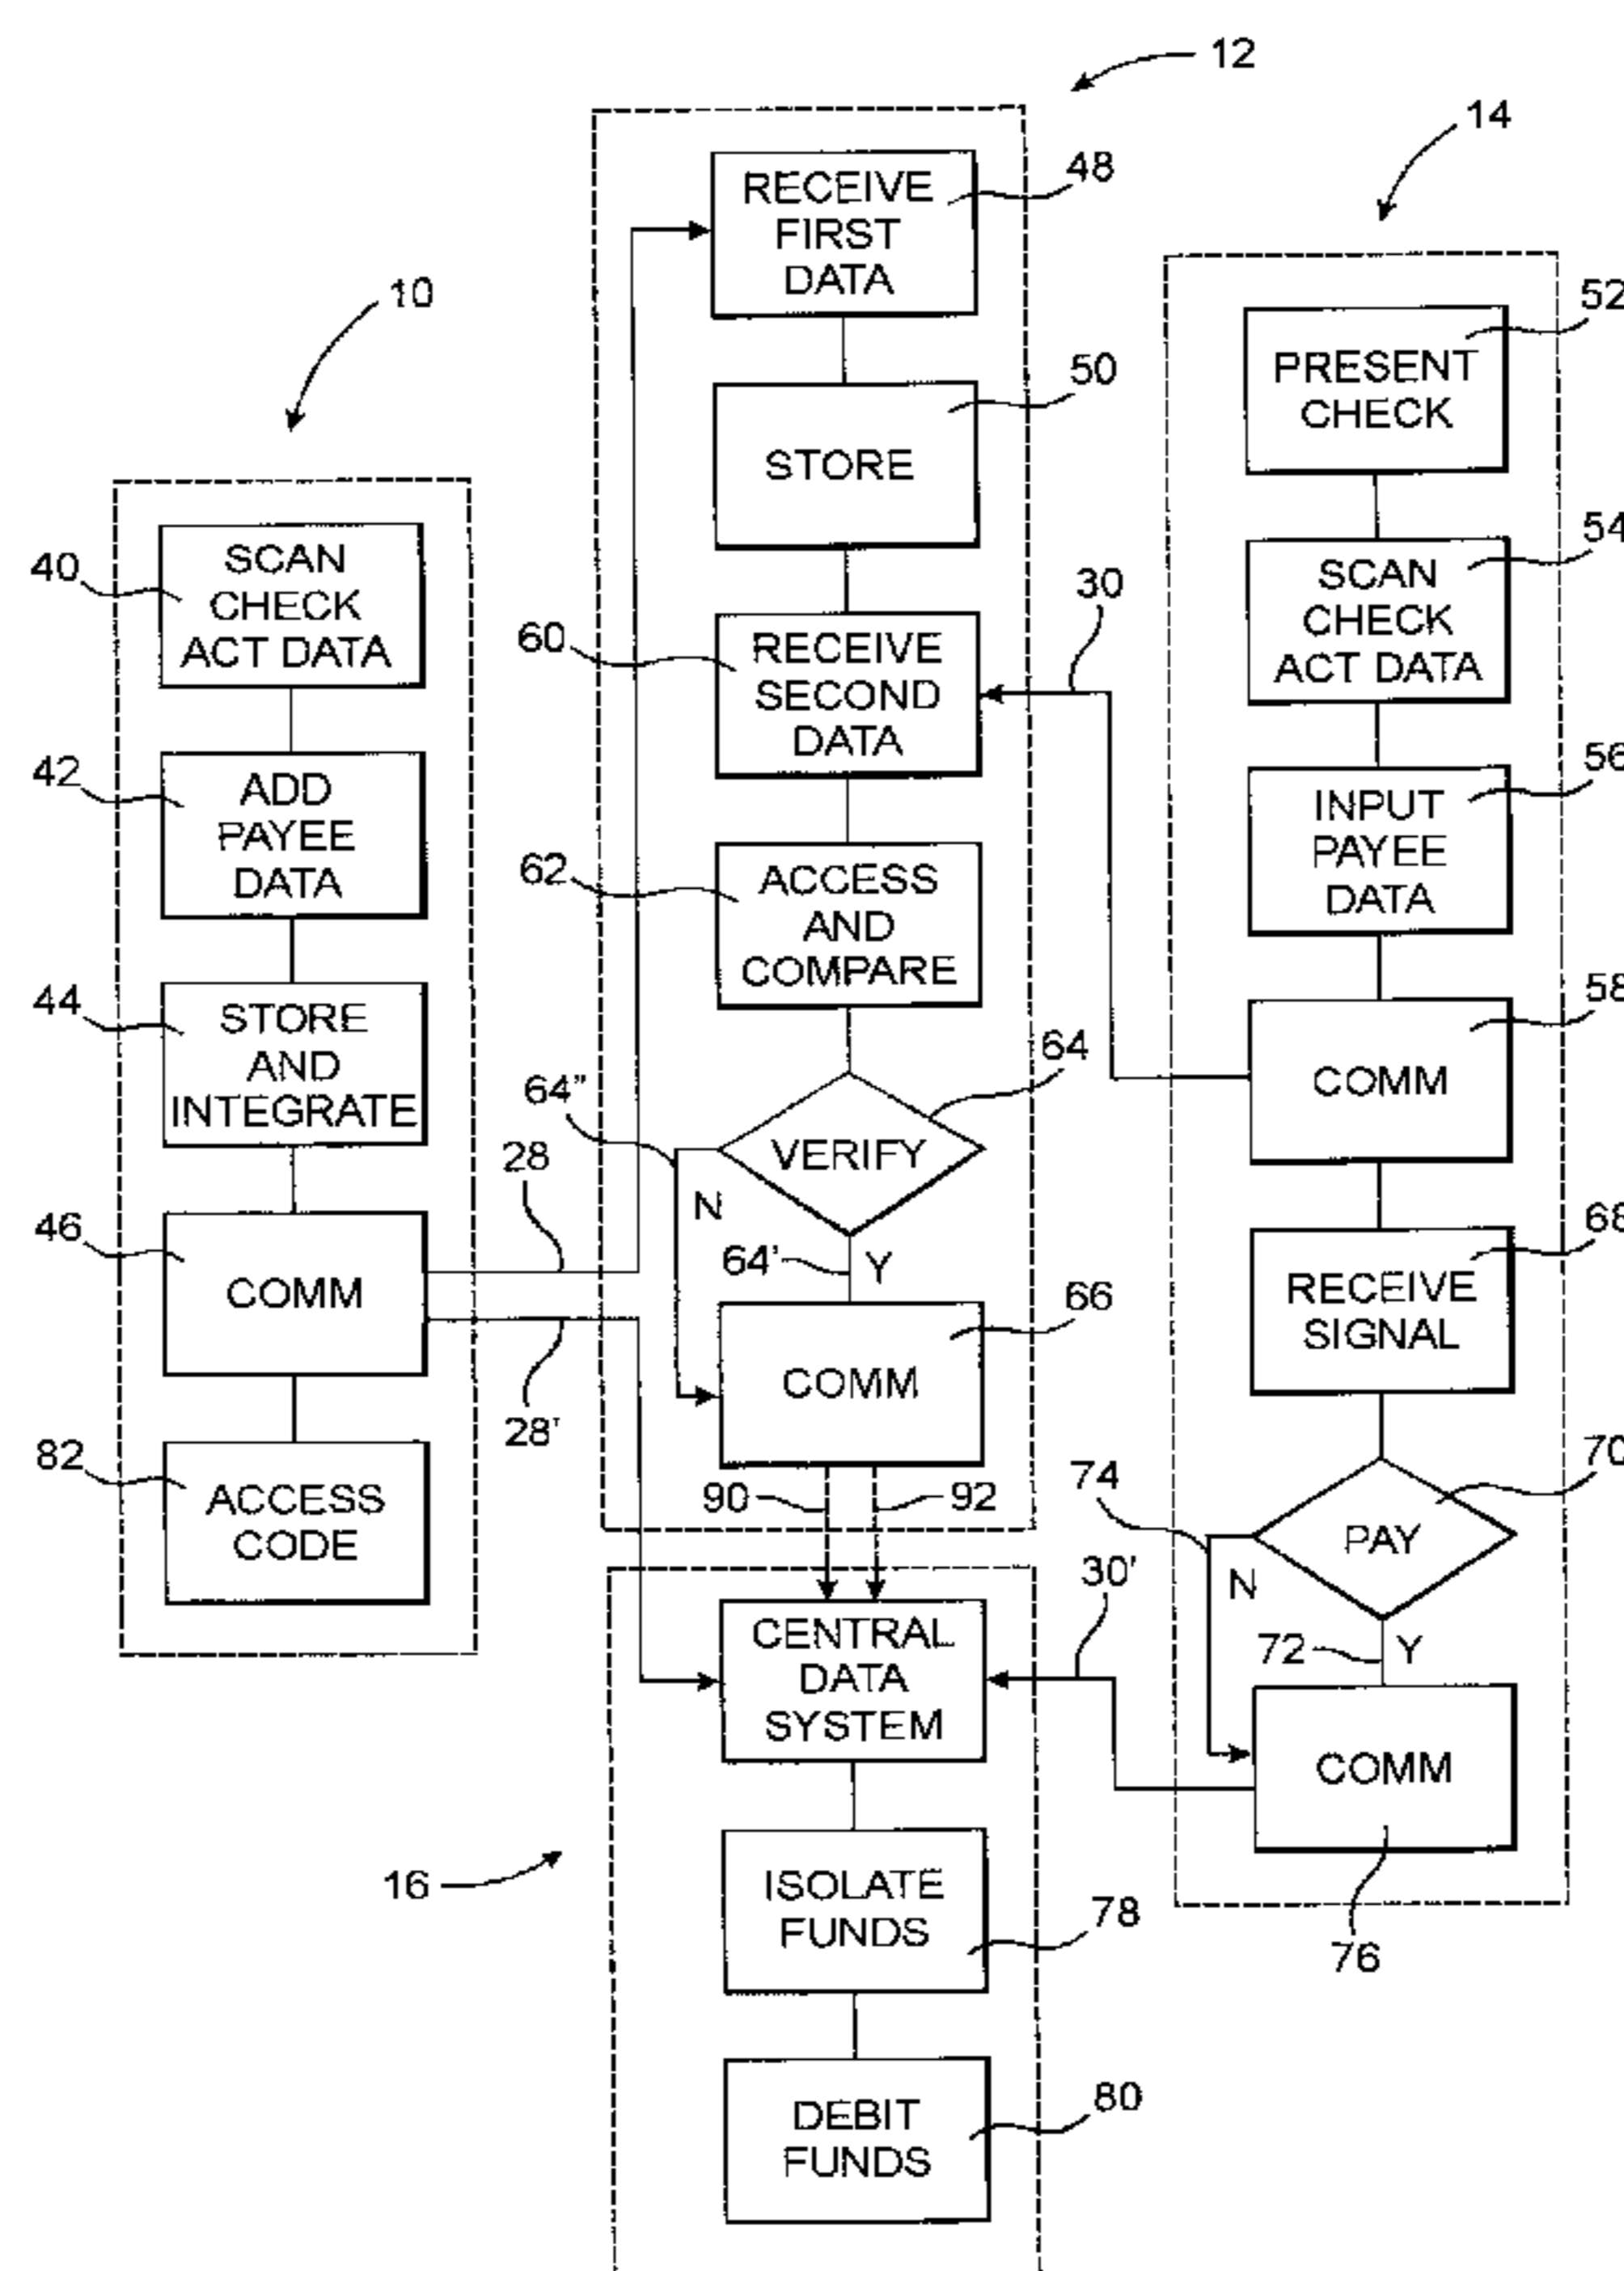 12
14
10
48
RECEIVE
FIRST
DATA
52
PRESENT
CHECK
50
STORE
54
SCAN
CHECK
ACT DATA
40
SCAN
CHECK
ACT DATA
30
60
RECEIVE
SECOND
DATA
56
INPUT
PAYEE
DATA
42
ADD
PAYEE
DATA
62
ACCESS
AND
COMPARE
44
STORE
AND
INTEGRATE
58
COMM
64
64"
VERIFY
N
64'
Y
28
46
COMM
28'
68
RECEIVE
SIGNAL
66
COMM
82
ACCESS
CODE
90
92
70
74
PAY
N
72
Y
30'
CENTRAL
DATA
SYSTEM
COMM
76
16
ISOLATE
FUNDS
78
DEBIT
FUNDS
80